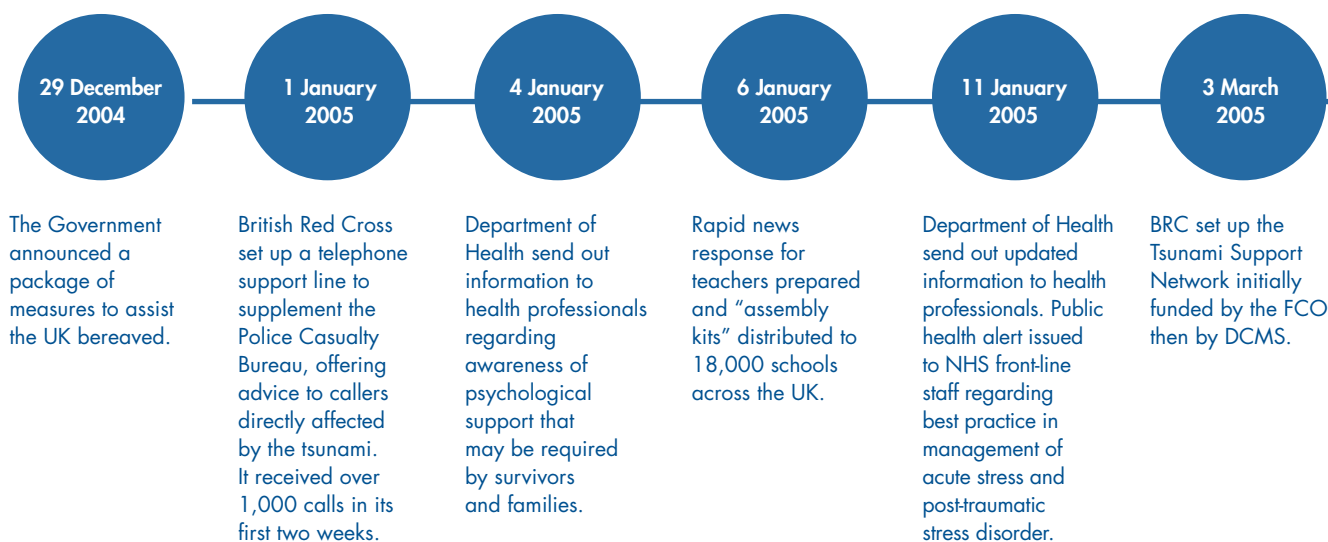 29 December
2004
1 January
2005
4 January
2005
6 January
2005
11 January
2005
3 March
2005
The Government
announced a
package of
measures to assist
the UK bereaved.
British Red Cross
set up a telephone
support line to
supplement the
Police Casualty
Bureau, offering
advice to callers
directly affected
by the tsunami.
It received over
1,000 calls in its
first two weeks.
Department of
Health send out
information to
health professionals
regarding
awareness of
psychological
support that
may be required
by survivors
and families.
Rapid news
response for
teachers prepared
and “assembly
kits” distributed to
18,000 schools
across the UK.
Department of Health
send out updated
information to health
professionals. Public
health alert issued
to NHS front-line
staff regarding
best practice in
management of
acute stress and
post-traumatic
stress disorder.
BRC set up the
Tsunami Support
Network initially
funded by the FCO
then by DCMS.